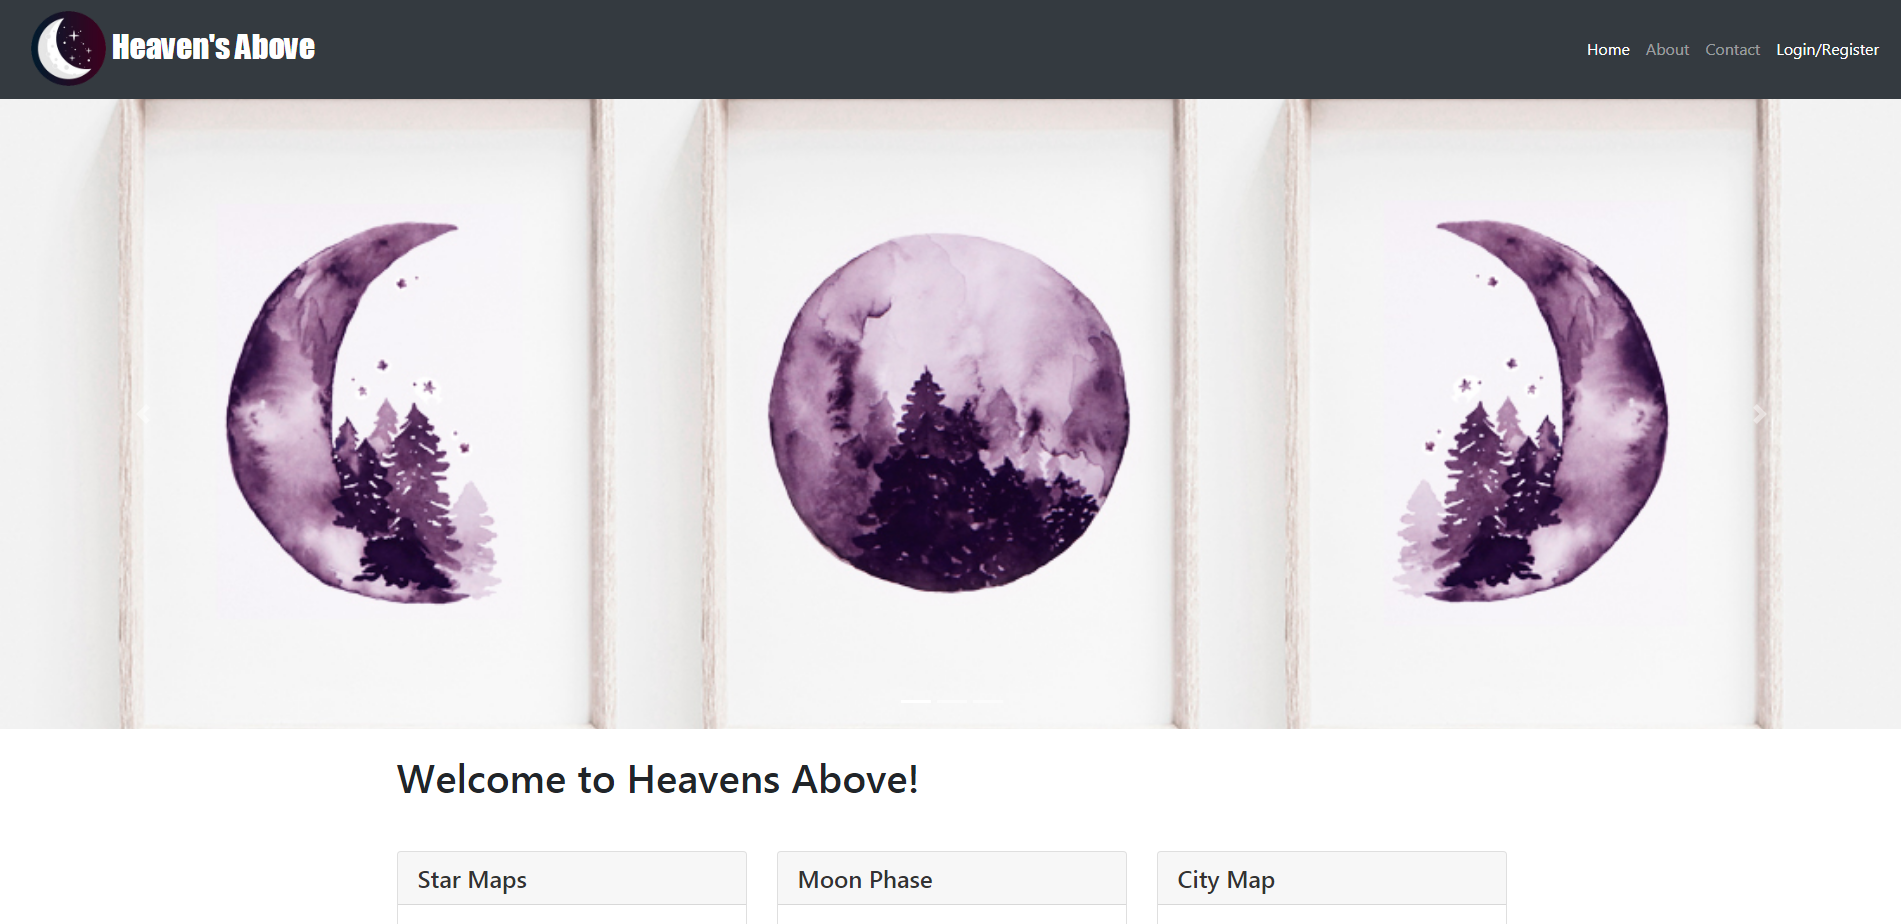 Heaven's Above
Home About Contact Login/Register
Welcome to Heavens Above!
Star Maps
Moon Phase
City Map